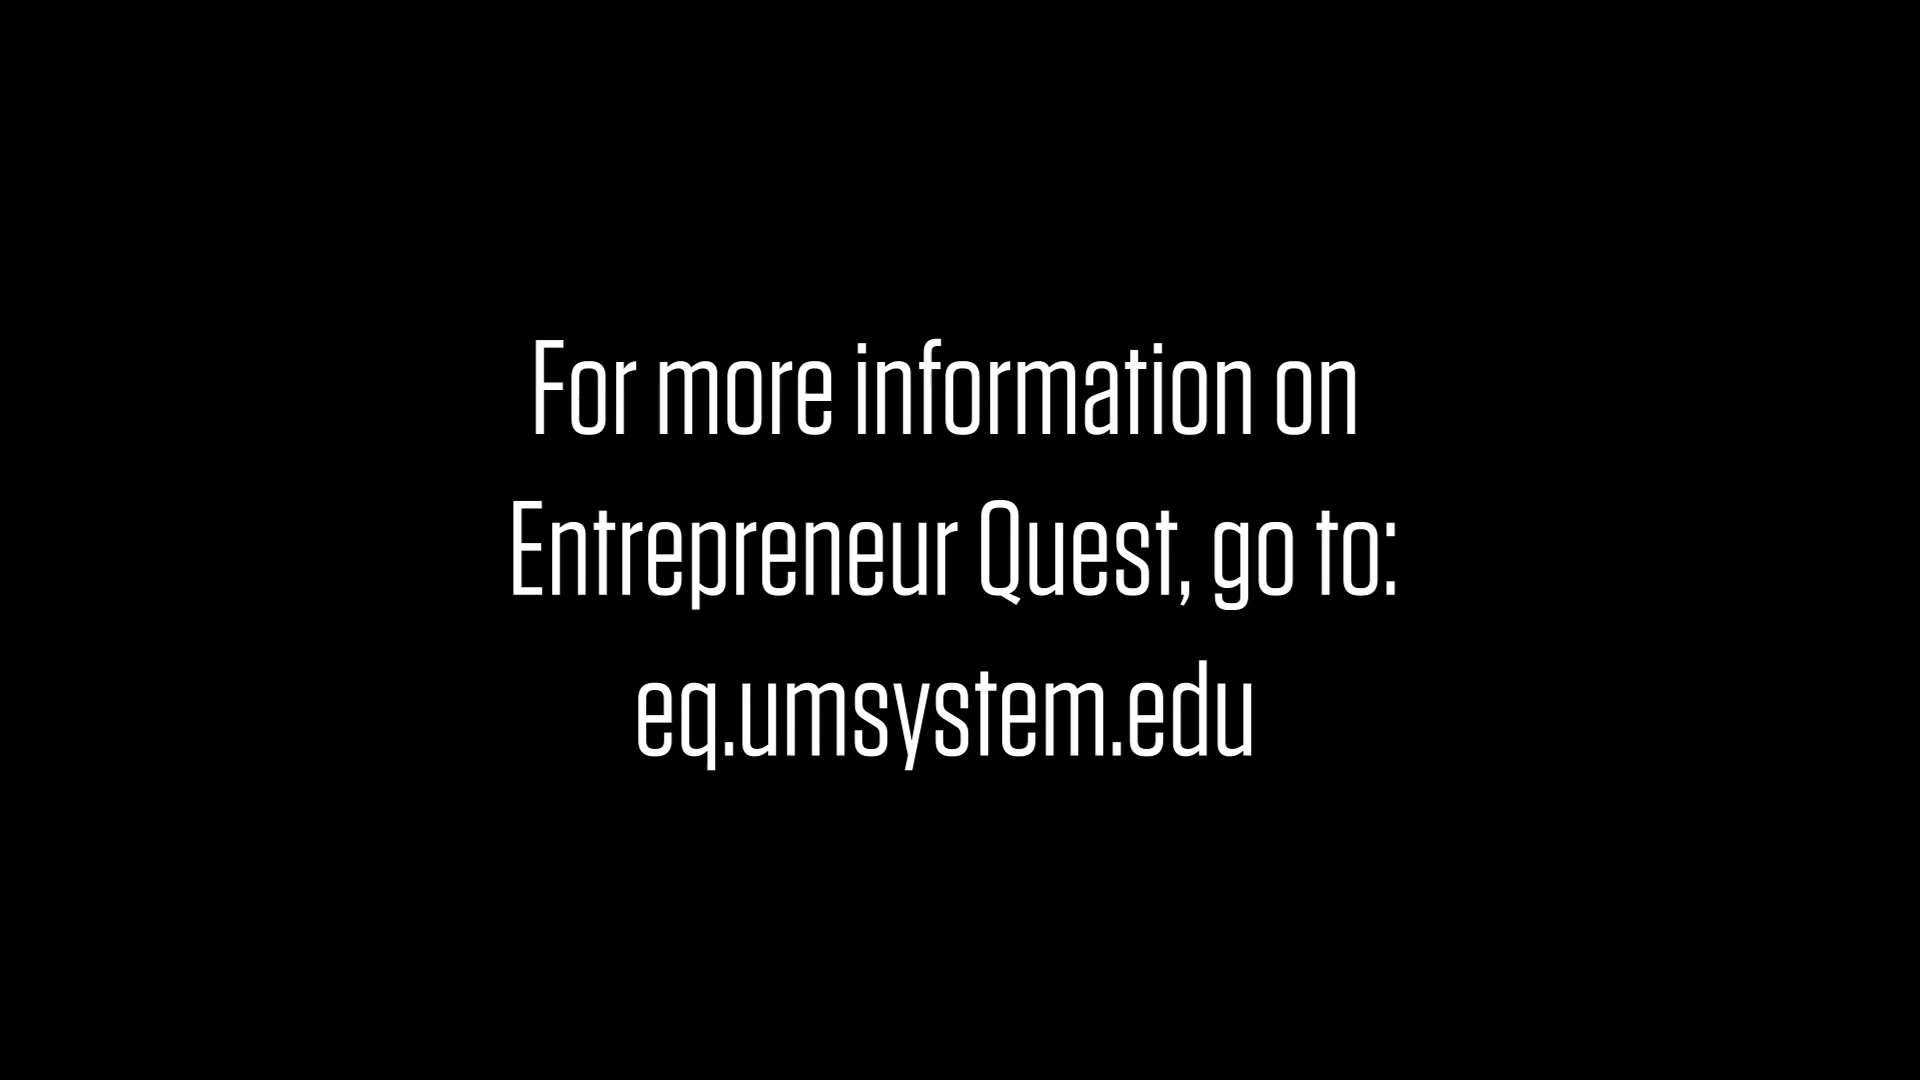 For more information on
Entrepreneur Quest, go to:
eq.umsystem.edu